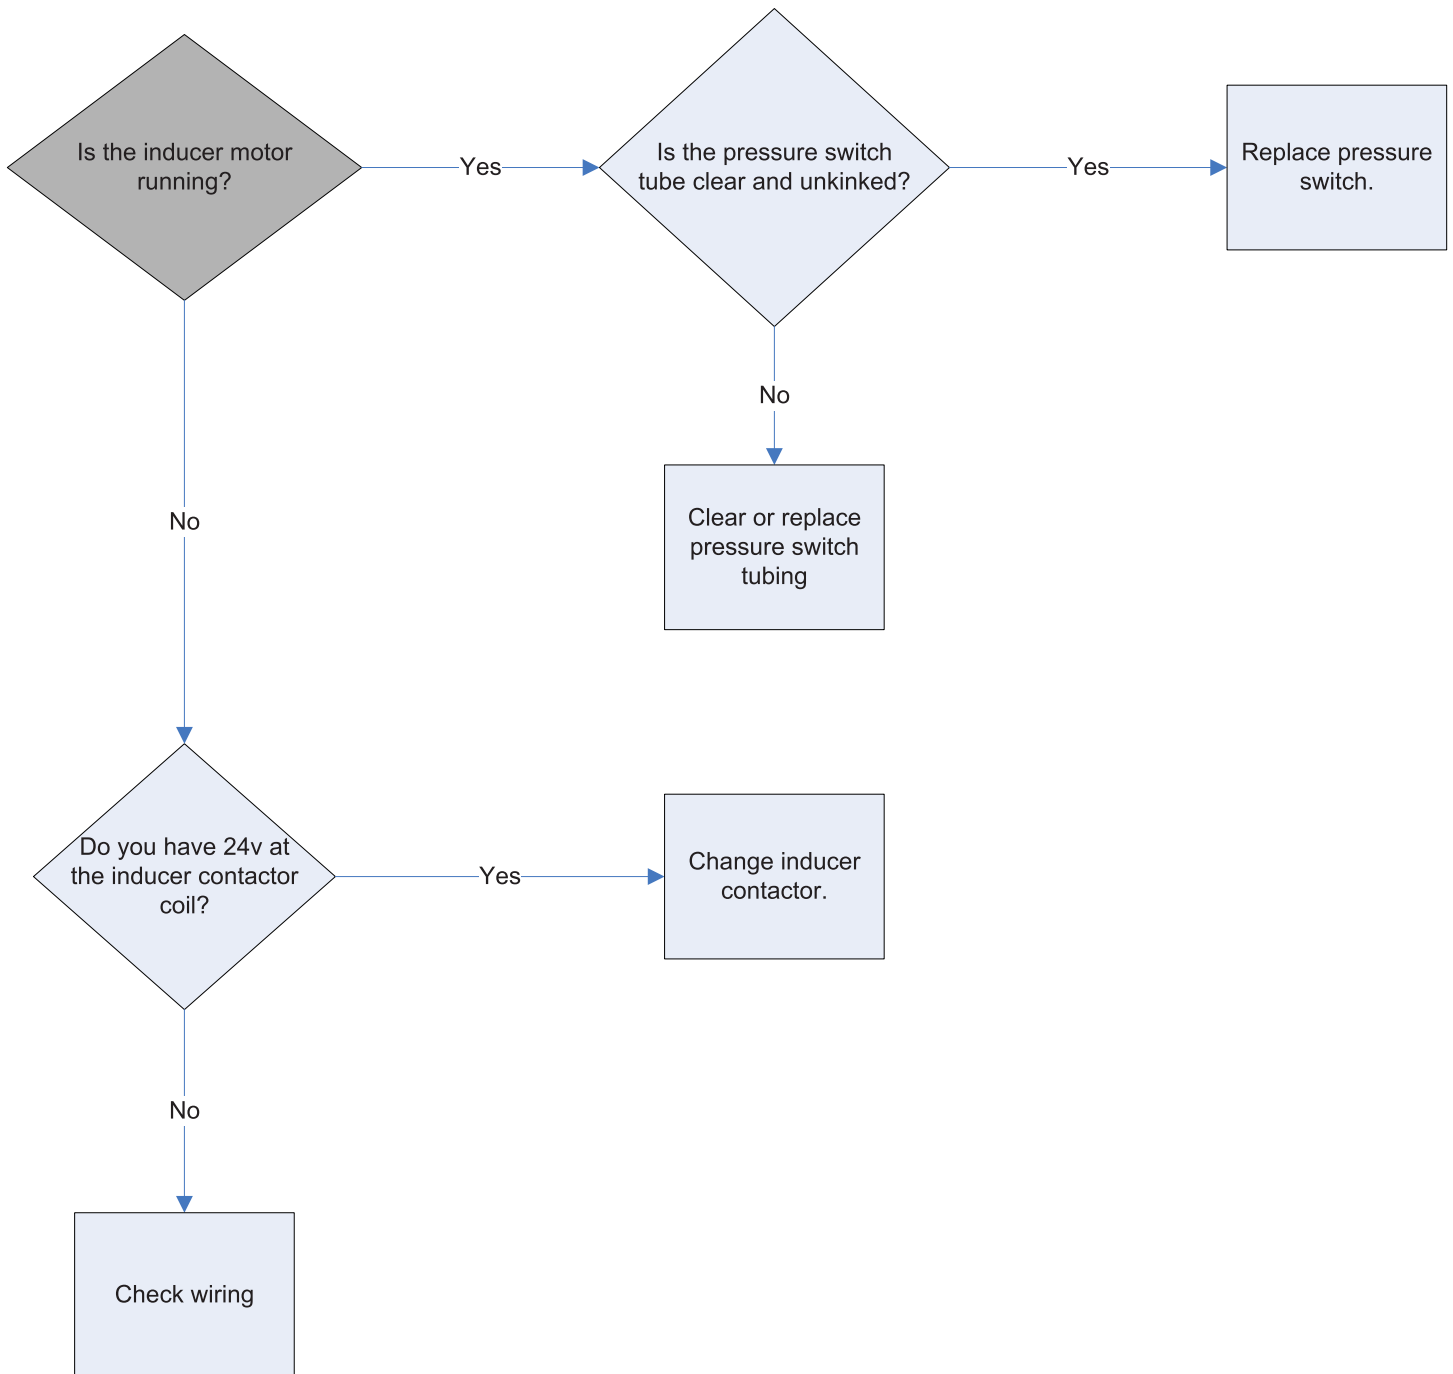 Is the inducer motor
running?
Yes
Is the pressure switch
tube clear and unkinked?
Yes
Replace pressure
switch.
No
Clear or replace
pressure switch
tubing
No
Do you have 24v at
the inducer contactor
coil?
Yes
Change inducer
contactor.
No
Check wiring